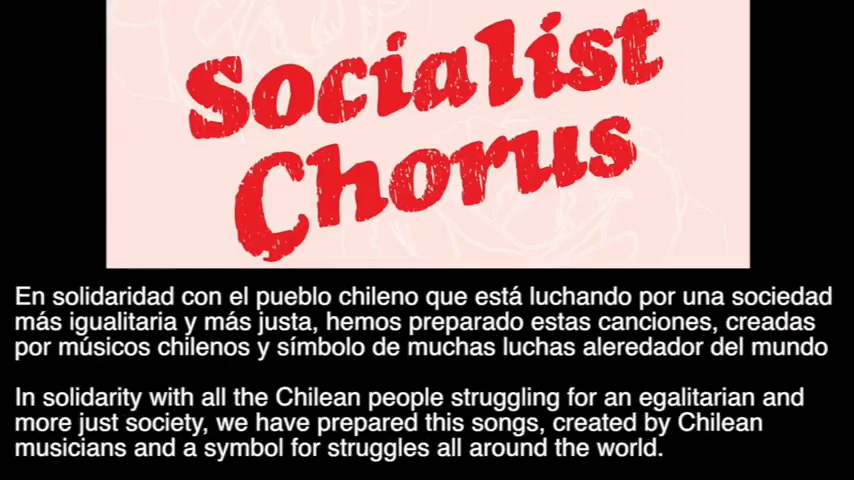 Socialist
Chorus
En solidaridad con el pueblo chileno que está luchando por una sociedad
más igualitaria y más justa, hemos preparado estas canciones, creadas
por músicos chilenos y símbolo de muchas luchas aleredador del mundo
In solidarity with all the Chilean people struggling for an egalitarian and
more just society, we have prepared this songs, created by Chilean
musicians and a symbol for struggles all around the world.